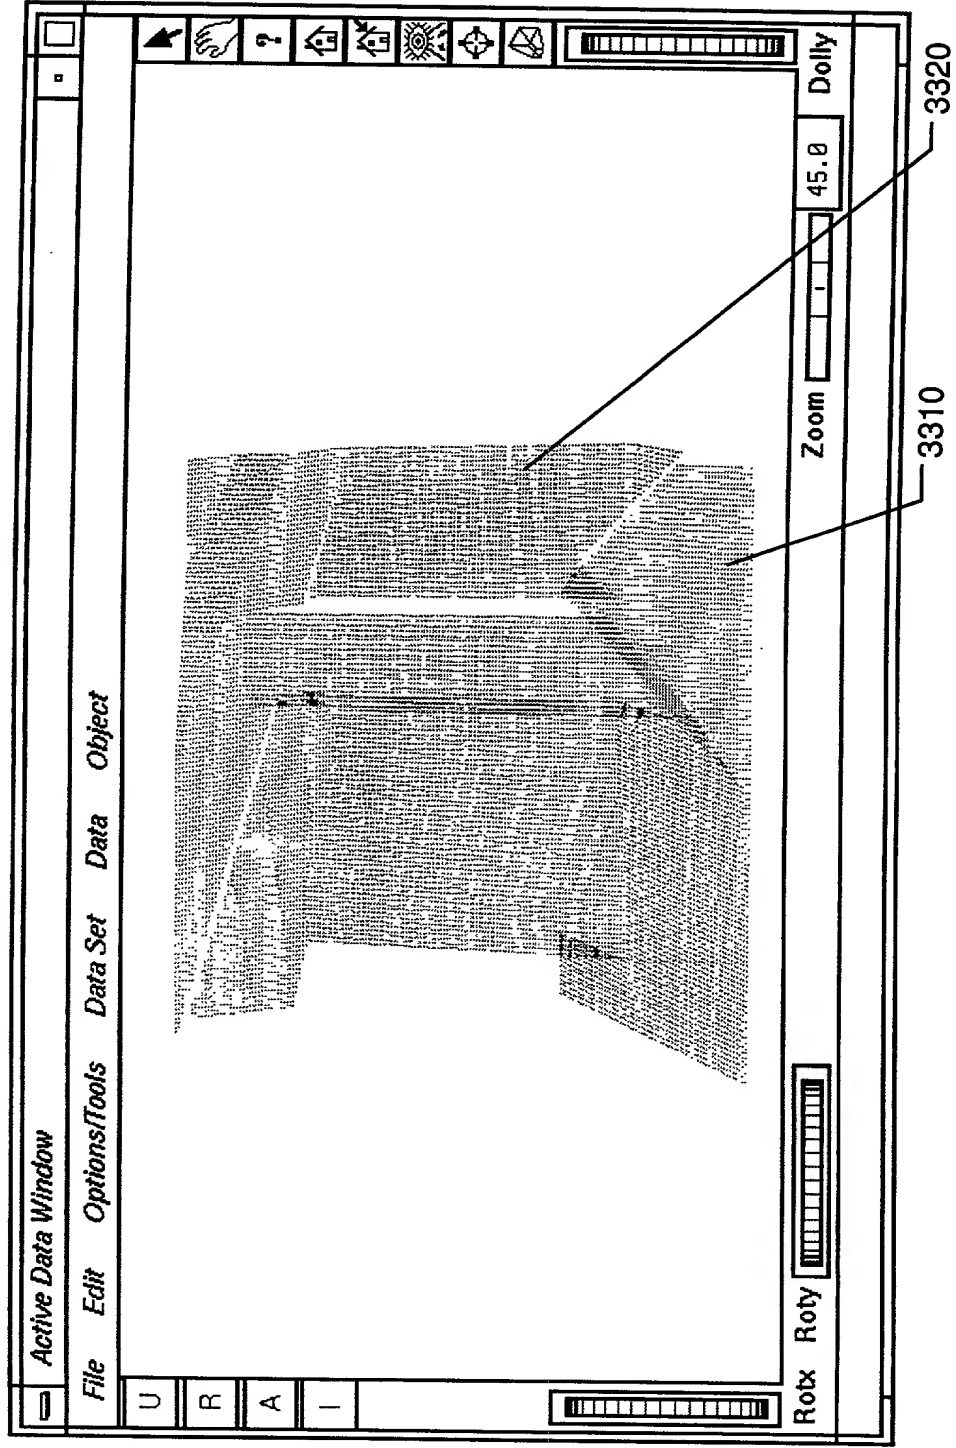 Active Data Window
File Edit Options/Tools Data Set Data Object
U
R
A
I
?
Rotx Roty Zoom 45.0 Dolly
3310
3320